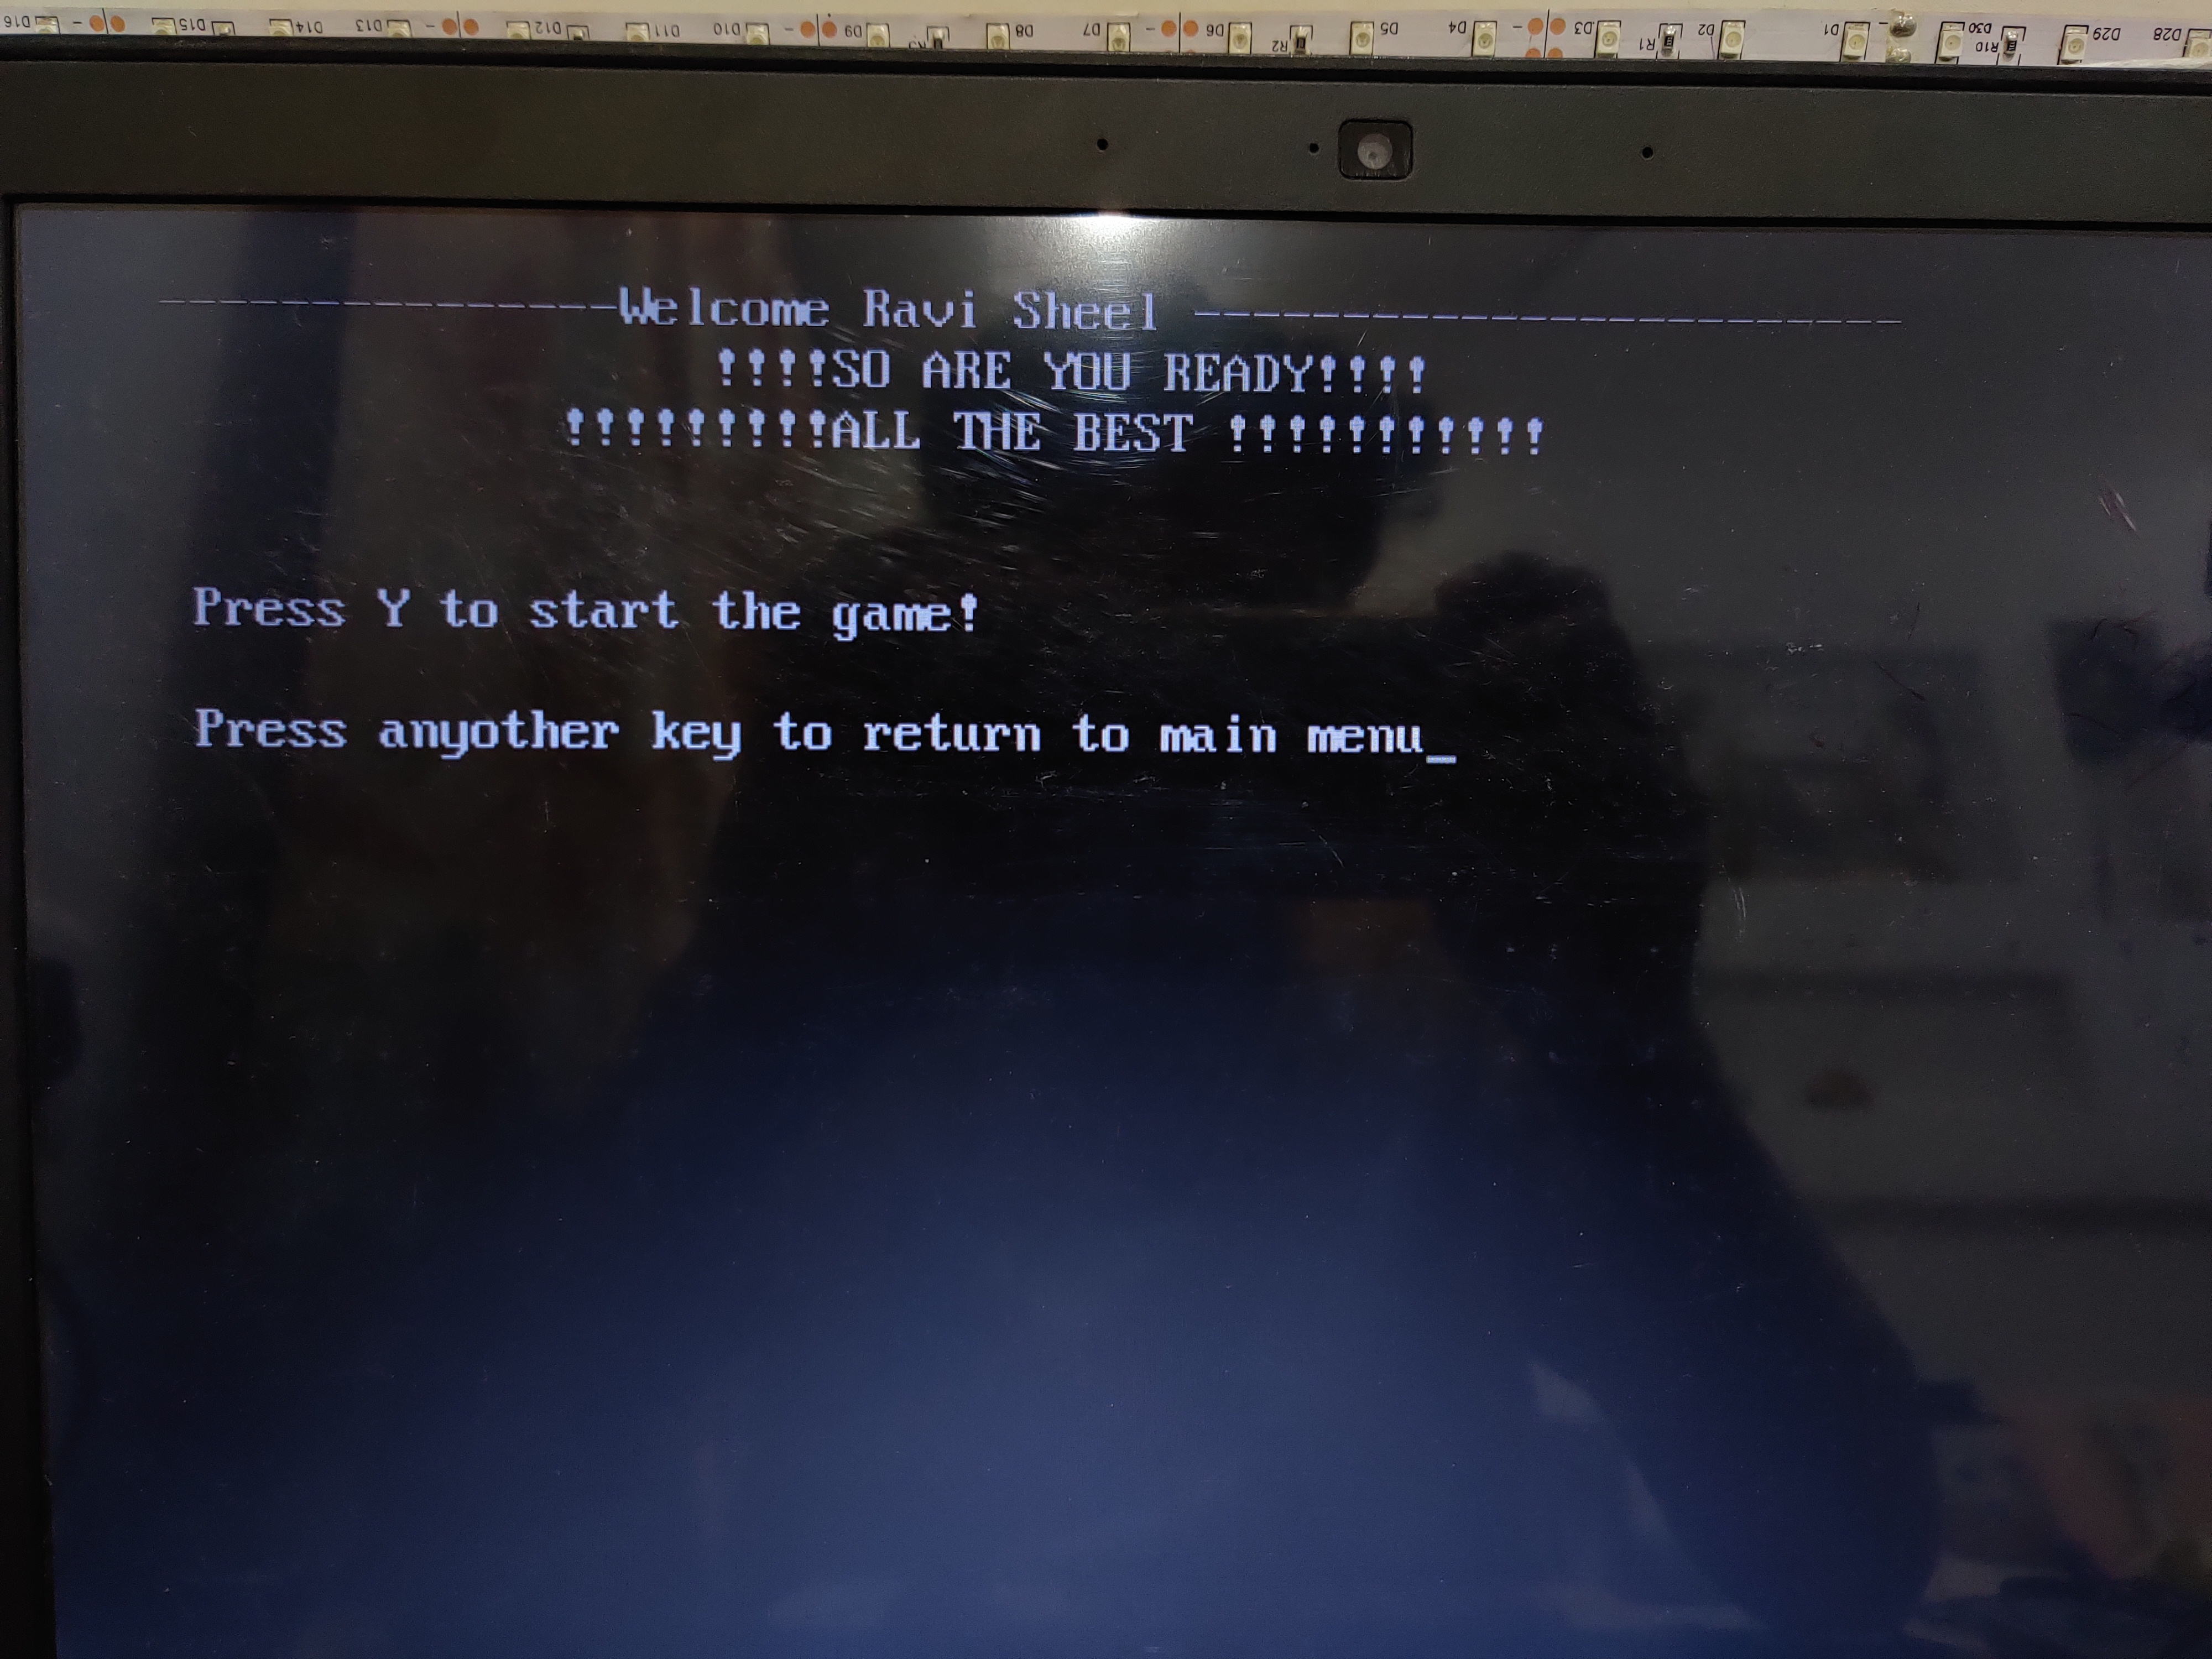 D16 D15 D14 D13 D12 D11 D10 D9 D8 D7 D6 R2 D5 D4 D3 R1 D2 D1 D30 R10 D29 D28
---------------Welcome Ravi Sheel ------------------------
!!!!SO ARE YOU READY!!!!
!!!!!!!!!ALL THE BEST !!!!!!!!!!!
Press Y to start the game!
Press anyother key to return to main menu_